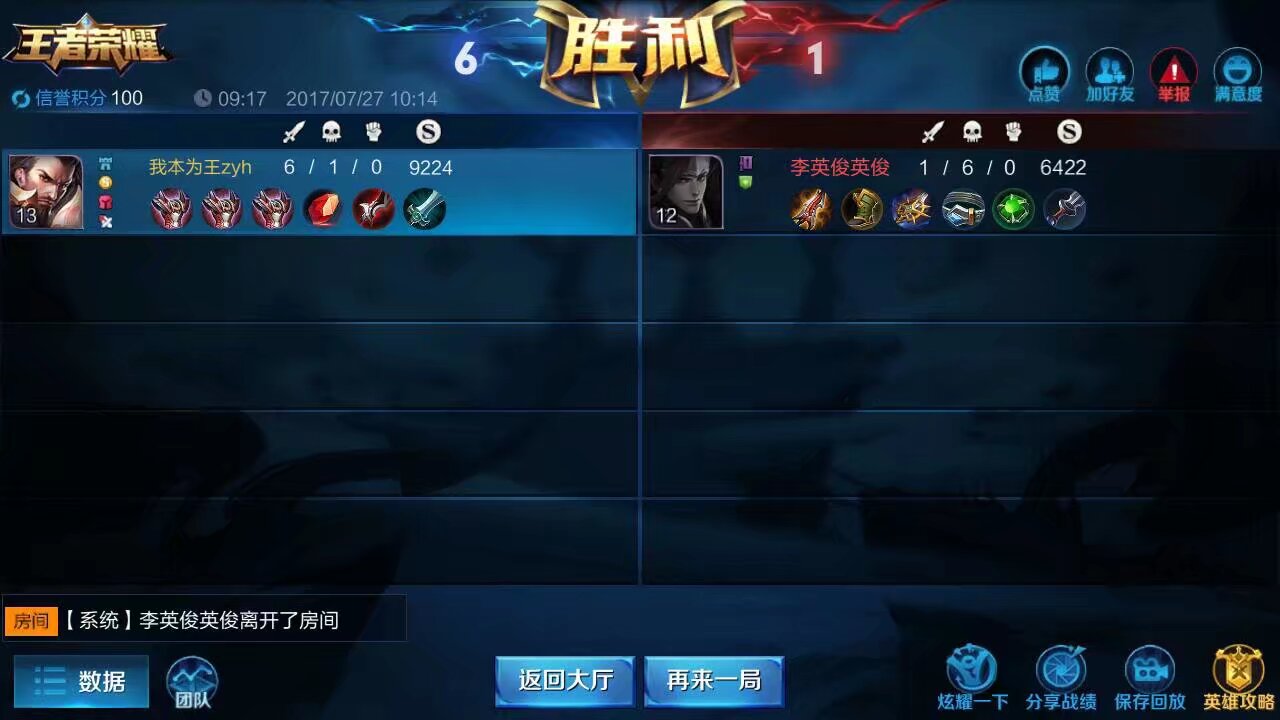 王者荣耀
6
胜利
1
信誉积分 100
09:17
2017/07/27 10:14
点赞
加好友
举报
满意度
S
S
13
我本为王zyh
6 / 1 / 0
9224
12
李英俊英俊
1 / 6 / 0
6422
房间
【系统】李英俊英俊离开了房间
数据
团队
返回大厅
再来一局
炫耀一下
分享战绩
保存回放
英雄攻略